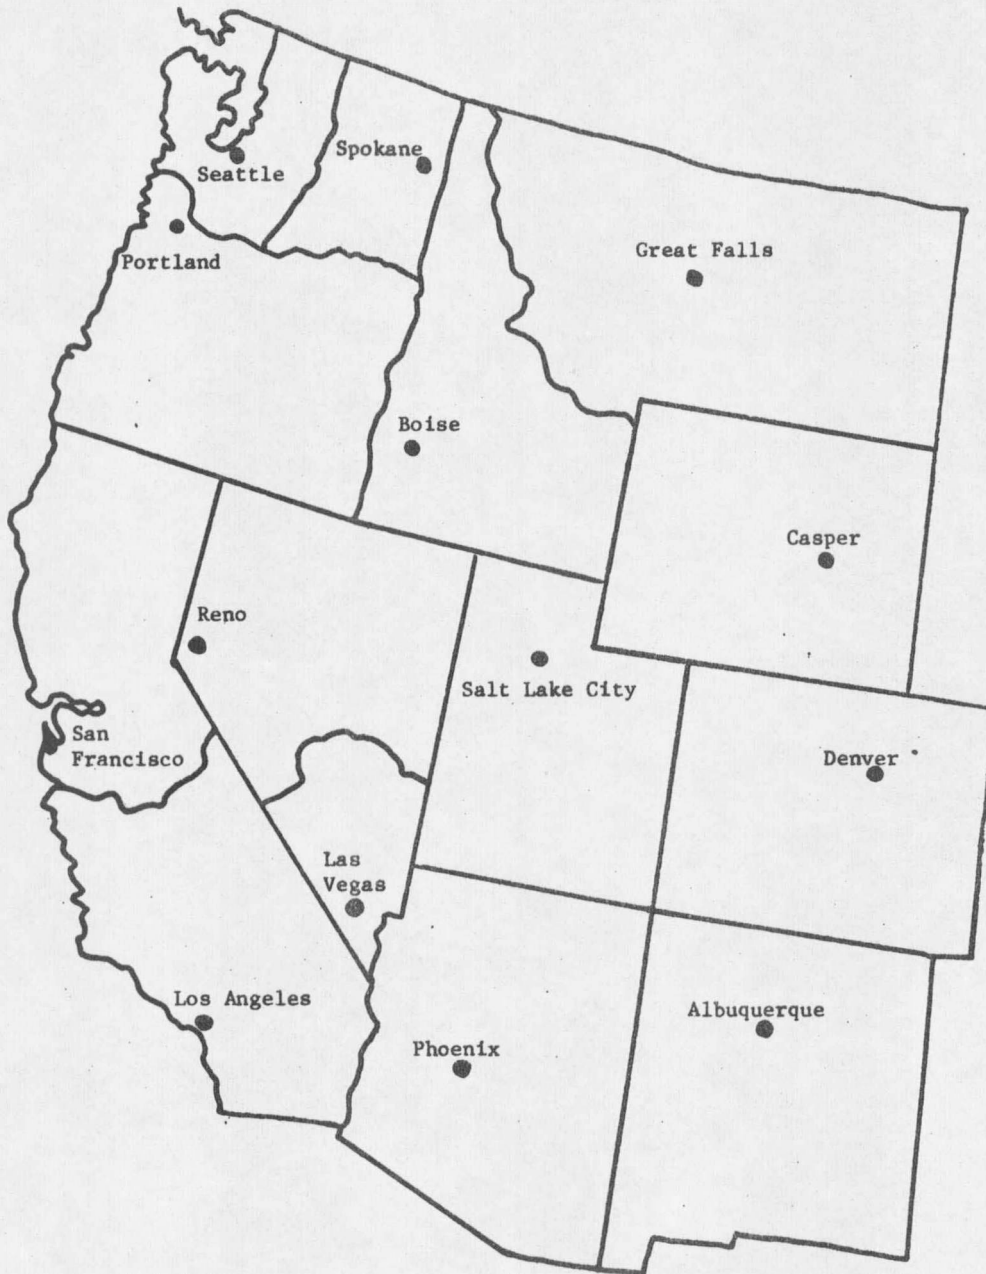 Spokane
Seattle
Great Falls
Portland
Boise
Casper
Reno
Salt Lake City
San
Francisco
Denver
Las
Vegas
Los Angeles
Albuquerque
Phoenix